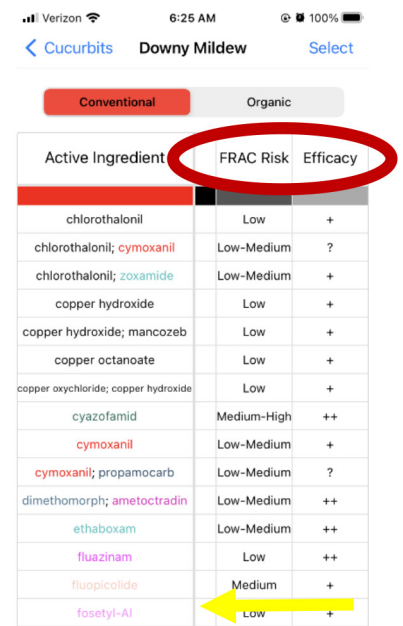 Verizon 6:25 AM 100%
Cucurbits Downy Mildew Select
Conventional Organic
Active Ingredient FRAC Risk Efficacy
chlorothalonil Low +
chlorothalonil; cymoxanil Low-Medium ?
chlorothalonil; zoxamide Low-Medium +
copper hydroxide Low +
copper hydroxide; mancozeb Low +
copper octanoate Low +
copper oxychloride; copper hydroxide Low +
cyazofamid Medium-High ++
cymoxanil Low-Medium +
cymoxanil; propamocarb Low-Medium ?
dimethomorph; ametoctradin Low-Medium ++
ethaboxam Low-Medium ++
fluazinam Low ++
fluopicolide Medium +
fosetyl-Al Low +